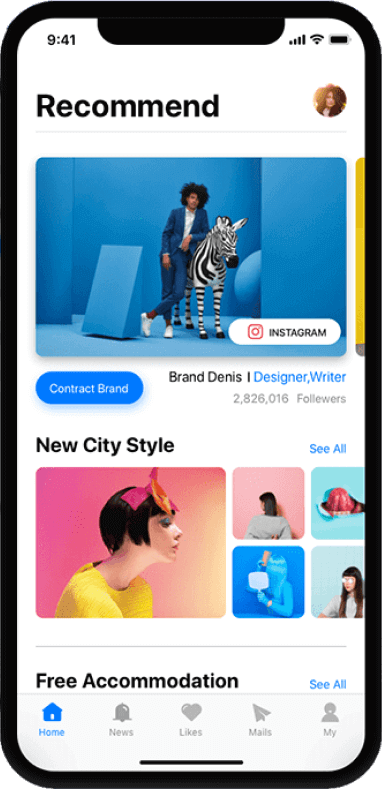 9:41
Recommend
INSTAGRAM
Contract Brand
Brand Denis I Designer,Writer
2,826,016 Followers
New City Style
See All
Free Accommodation
See All
Home
News
Likes
Mails
My